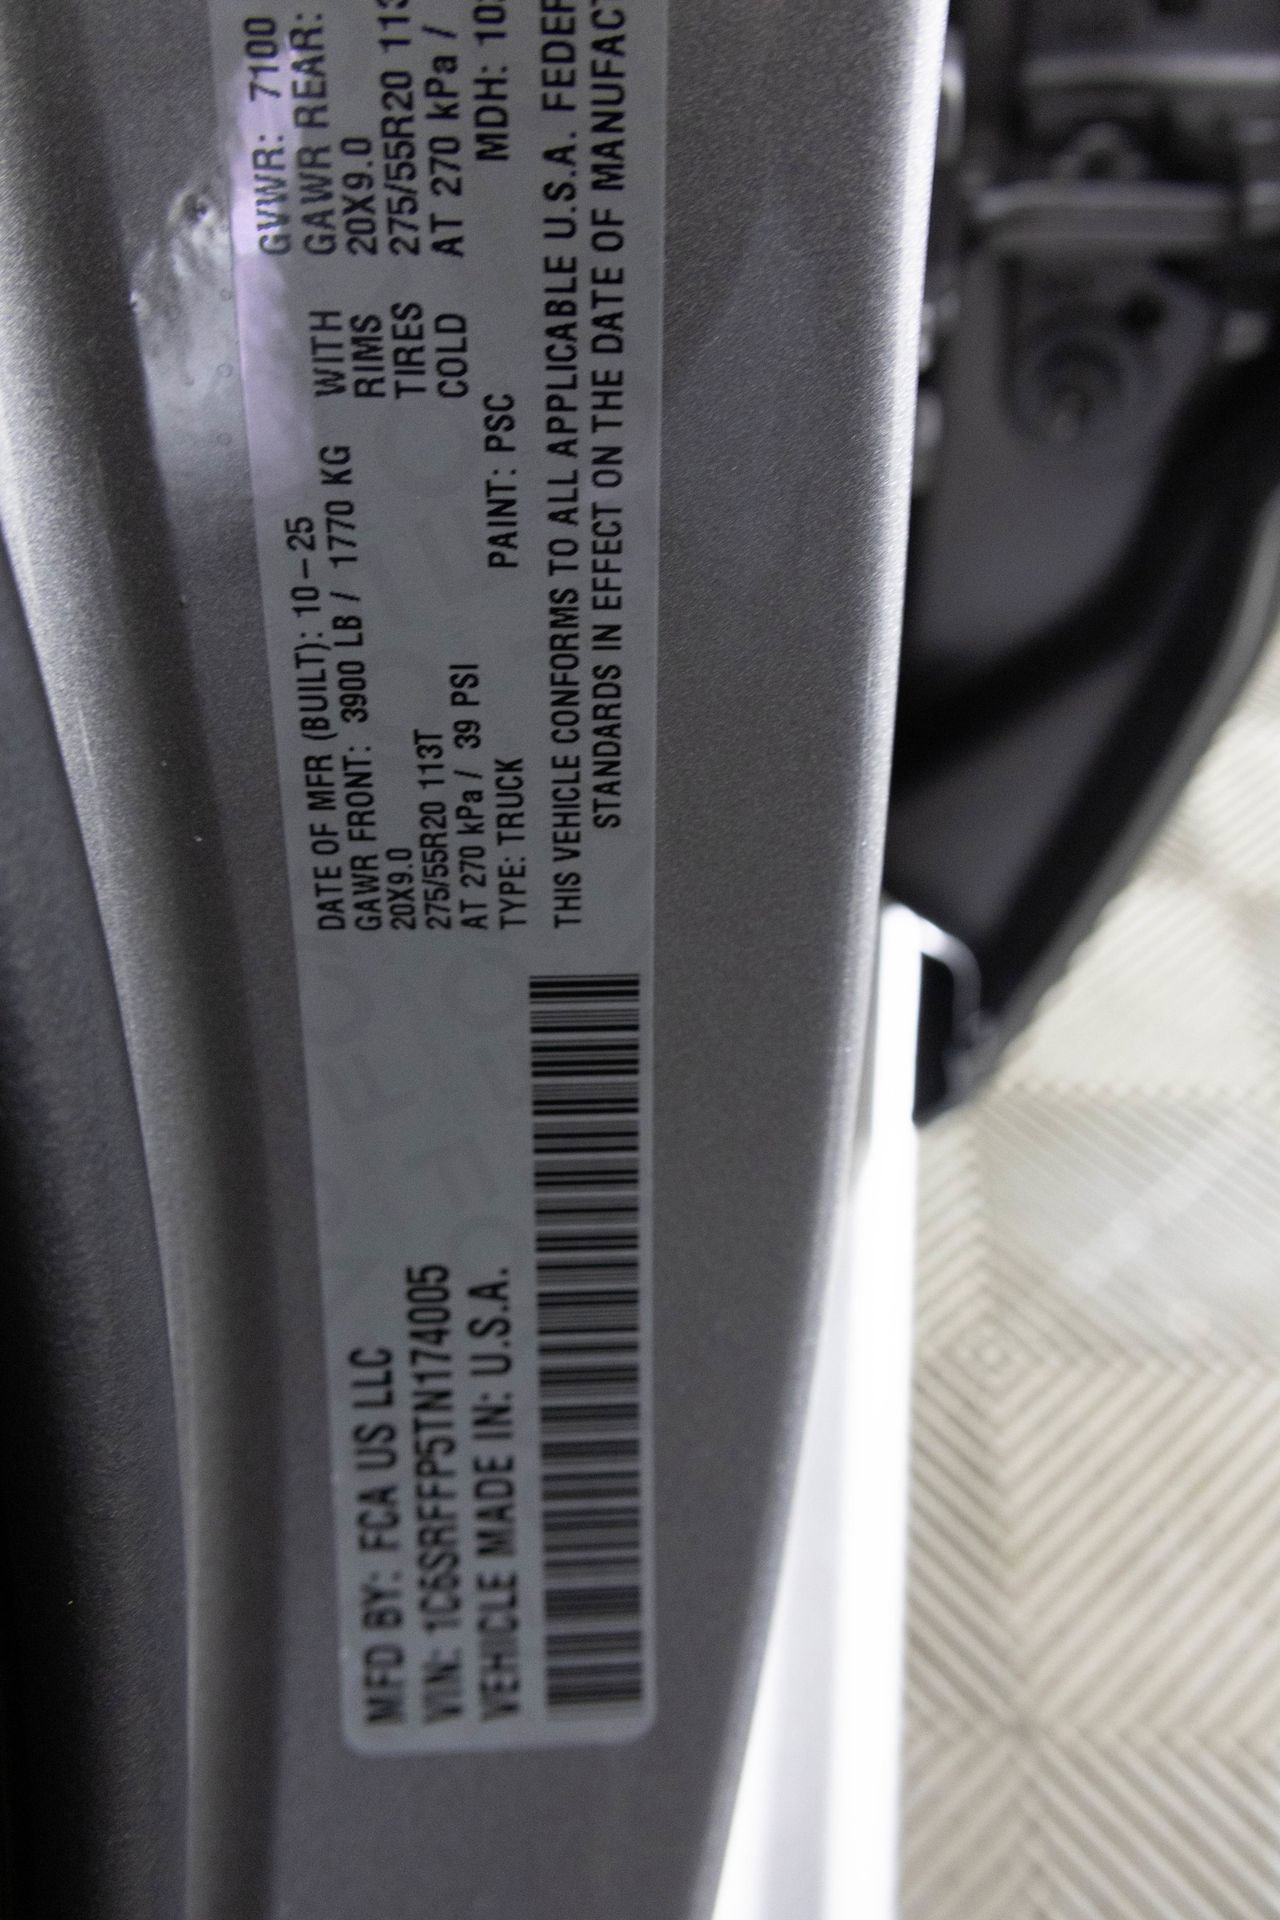 MFD BY: FCA US LLC
VIN: 1C6SRFFP5TN174005
VEHICLE MADE IN: U.S.A.
DATE OF MFR (BUILT): 10-25
GVWR: 7100
GAWR FRONT: 3900 LB / 1770 KG WITH
GAWR REAR:
20X9.0 RIMS 20X9.0
275/55R20 113T TIRES 275/55R20 113
AT 270 kPa / 39 PSI COLD AT 270 kPa /
TYPE: TRUCK PAINT: PSC MDH: 10
THIS VEHICLE CONFORMS TO ALL APPLICABLE U.S.A. FEDER
STANDARDS IN EFFECT ON THE DATE OF MANUFAC